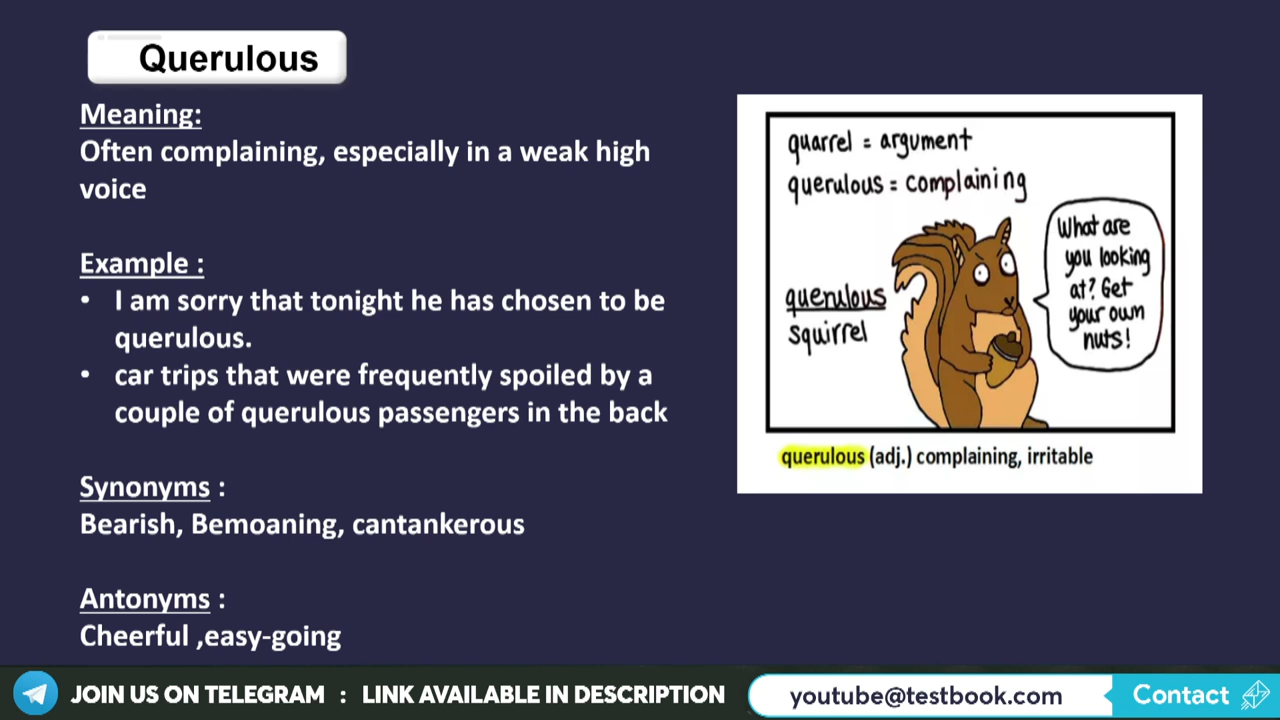 Querulous
Meaning:
Often complaining, especially in a weak high
voice
Example :
• I am sorry that tonight he has chosen to be
querulous.
• car trips that were frequently spoiled by a
couple of querulous passengers in the back
Synonyms :
Bearish, Bemoaning, cantankerous
Antonyms :
Cheerful ,easy-going
quarrel = argument
querulous = complaining
querulous
squirrel
What are
you looking
at? Get
your own
nuts!
querulous (adj.) complaining, irritable
JOIN US ON TELEGRAM : LINK AVAILABLE IN DESCRIPTION
youtube@testbook.com
Contact